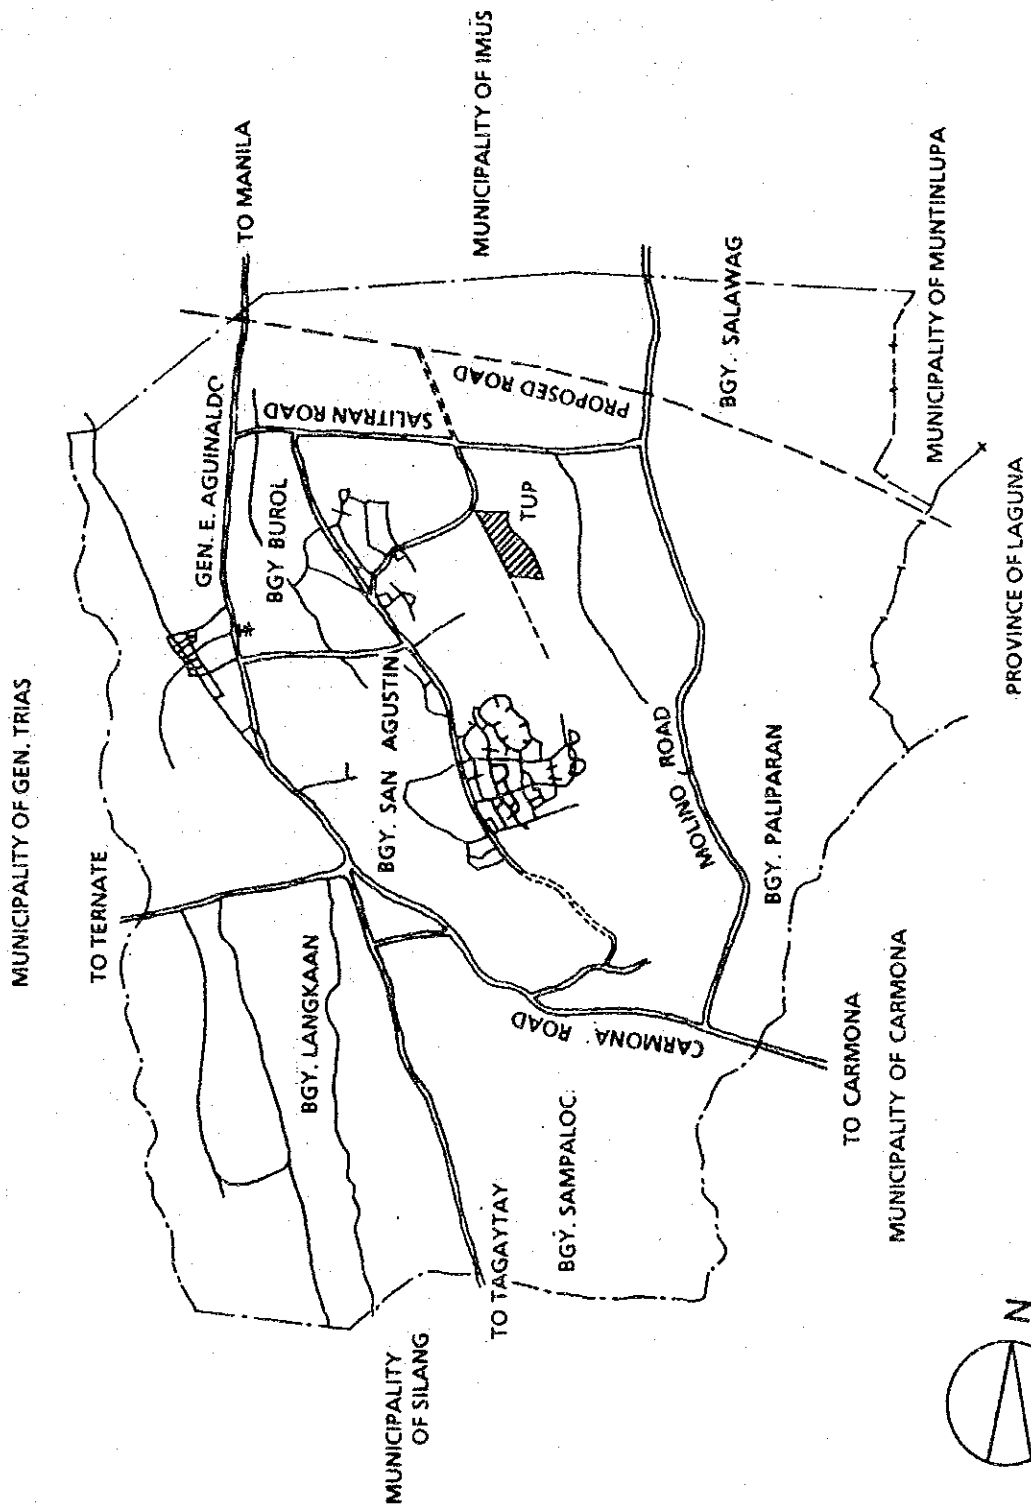 MUNICIPALITY OF GEN. TRIAS
TO TERNATE
TO MANILA
GEN. E. AGUINALDO
MUNICIPALITY OF IMUS
SALITRAN ROAD
BGY BUROL
PROPOSED ROAD
BGY. SAN AGUSTIN
TUP
BGY. LANGKAAN
BGY. SALAWAG
MOLINO ROAD
MUNICIPALITY OF MUNTINLUPA
BGY. PALIPARAN
CARMONA ROAD
PROVINCE OF LAGUNA
MUNICIPALITY
OF SILANG
TO TAGAYTAY
BGY. SAMPALOC.
TO CARMONA
MUNICIPALITY OF CARMONA
N